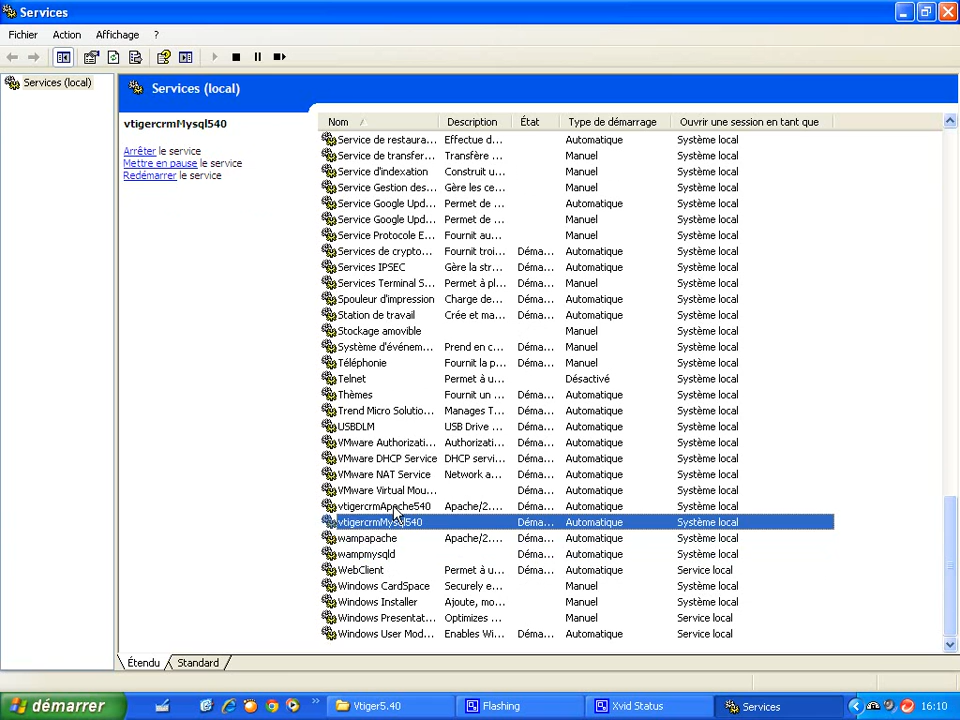 Services
Fichier Action Affichage ?
Services (local) Services (local)
vtigercrmMysql540
Arrêter le service
Mettre en pause le service
Redémarrer le service
Nom Description État Type de démarrage Ouvrir une session en tant que
Service de restaura... Effectue d... Automatique Système local
Service de transfer... Transfère ... Manuel Système local
Service d'indexation Construit u... Manuel Système local
Service Gestion des... Gère les ce... Manuel Système local
Service Google Upd... Permet de ... Automatique Système local
Service Google Upd... Permet de ... Manuel Système local
Service Protocole E... Fournit au... Manuel Système local
Services de crypto... Fournit troi... Déma... Automatique Système local
Services IPSEC Gère la str... Déma... Automatique Système local
Services Terminal S... Permet à pl... Déma... Manuel Système local
Spouleur d'impression Charge de... Déma... Automatique Système local
Station de travail Crée et ma... Déma... Automatique Système local
Stockage amovible Manuel Système local
Système d'événem... Prend en c... Déma... Manuel Système local
Téléphonie Fournit la p... Déma... Manuel Système local
Telnet Permet à u... Désactivé Système local
Thèmes Fournit un ... Déma... Automatique Système local
Trend Micro Solutio... Manages T... Déma... Automatique Système local
USBDLM USB Drive ... Déma... Automatique Système local
VMware Authorizati... Authorizati... Déma... Automatique Système local
VMware DHCP Service DHCP servi... Déma... Automatique Système local
VMware NAT Service Network a... Déma... Automatique Système local
VMware Virtual Mou... Déma... Automatique Système local
vtigercrmApache540 Apache/2.... Déma... Automatique Système local
vtigercrmMysql540 Déma... Automatique Système local
wampapache Apache/2.... Déma... Automatique Système local
wampmysqld Déma... Automatique Système local
WebClient Permet à u... Déma... Automatique Service local
Windows CardSpace Securely e... Manuel Système local
Windows Installer Ajoute, mo... Manuel Système local
Windows Presentat... Optimizes ... Manuel Service local
Windows User Mod... Enables Wi... Déma... Automatique Service local
Étendu Standard
démarrer Vtiger5.40 Flashing Xvid Status Services 16:10